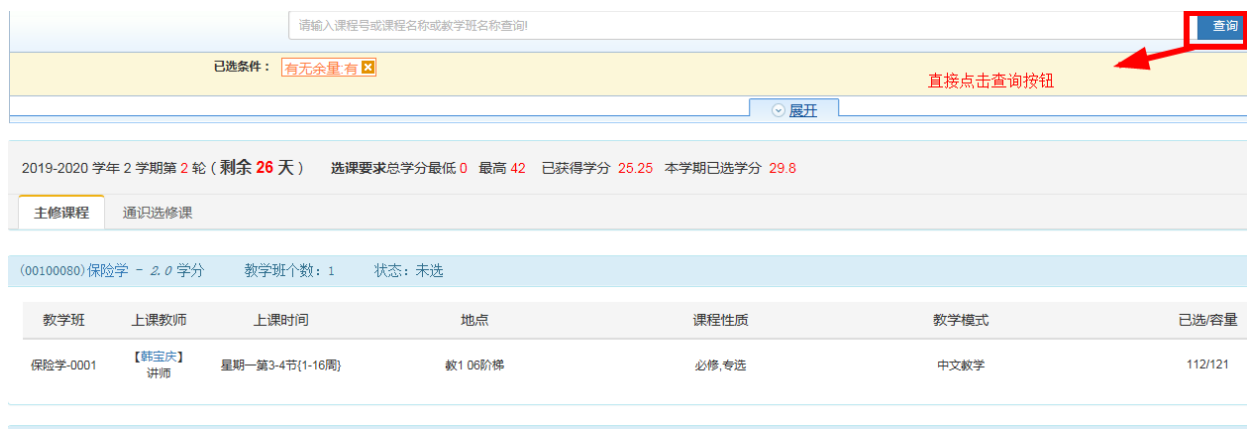 请输入课程号或课程名称或教学班名称查询! 查询
已选条件： 有无余量:有
直接点击查询按钮
展开
2019-2020 学年 2 学期第 2 轮 ( 剩余 26 天 ) 选课要求总学分最低 0 最高 42 已获得学分 25.25 本学期已选学分 29.8
主修课程 通识选修课
(00100080)保险学 - 2.0 学分 教学班个数: 1 状态: 未选
教学班 上课教师 上课时间 地点 课程性质 教学模式 已选/容量
保险学-0001 【韩宝庆】 讲师 星期一第3-4节{1-16周} 教1 06阶梯 必修,专选 中文教学 112/121